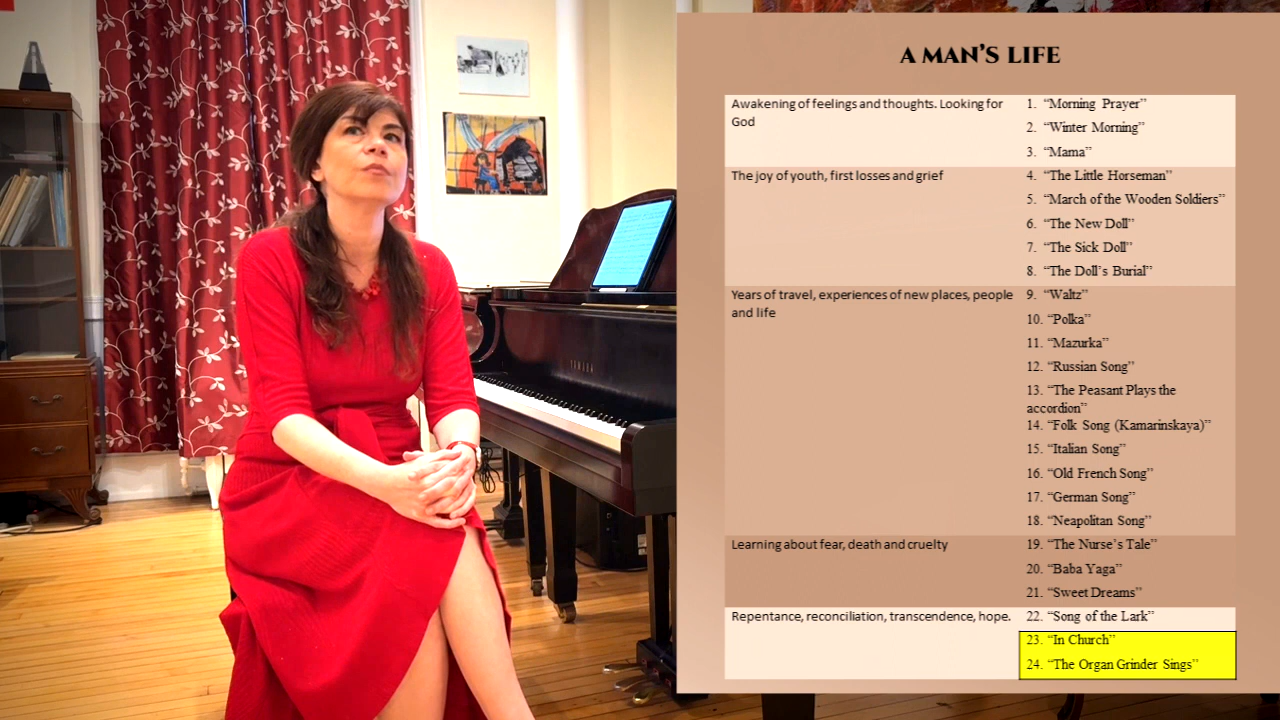 A MAN'S LIFE
Awakening of feelings and thoughts. Looking for
God
1. “Morning Prayer”
2. “Winter Morning”
3. “Mama”
The joy of youth, first losses and grief
4. “The Little Horseman”
5. “March of the Wooden Soldiers”
6. “The New Doll”
7. “The Sick Doll”
8. “The Doll’s Burial”
Years of travel, experiences of new places, people
and life
9. “Waltz”
10. “Polka”
11. “Mazurka”
12. “Russian Song”
13. “The Peasant Plays the
accordion”
14. “Folk Song (Kamarinskaya)”
15. “Italian Song”
16. “Old French Song”
17. “German Song”
18. “Neapolitan Song”
Learning about fear, death and cruelty
19. “The Nurse’s Tale”
20. “Baba Yaga”
21. “Sweet Dreams”
Repentance, reconciliation, transcendence, hope.
22. “Song of the Lark”
23. “In Church”
24. “The Organ Grinder Sings”
YAMAHA